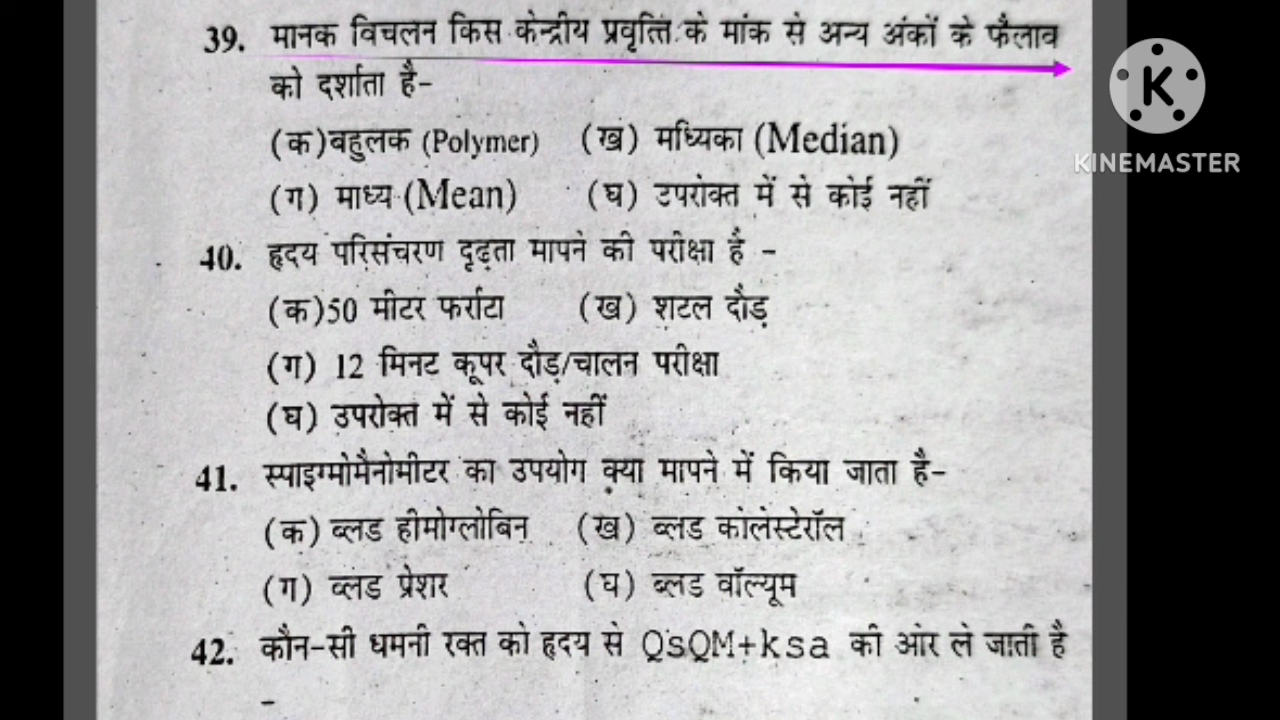 39. मानक विचलन किस केन्द्रीय प्रवृत्ति के मांक से अन्य अंकों के फैलाव
को दर्शाता है-
(क)बहुलक (Polymer) (ख) मध्यिका (Median)
(ग) माध्य (Mean) (घ) उपरोक्त में से कोई नहीं
40. हृदय परिसंचरण दृढ़ता मापने की परीक्षा है -
(क)50 मीटर फर्राटा (ख) शटल दौड़
(ग) 12 मिनट कूपर दौड़/चालन परीक्षा
(घ) उपरोक्त में से कोई नहीं
41. स्पाइग्मोमैनोमीटर का उपयोग क्या मापने में किया जाता है-
(क) ब्लड हीमोग्लोबिन (ख) ब्लड कोलेस्टेरॉल
(ग) ब्लड प्रेशर (घ) ब्लड वॉल्यूम
42. कौन-सी धमनी रक्त को हृदय से QsQM+ksa की ओर ले जाती है
-
K
KINEMASTER